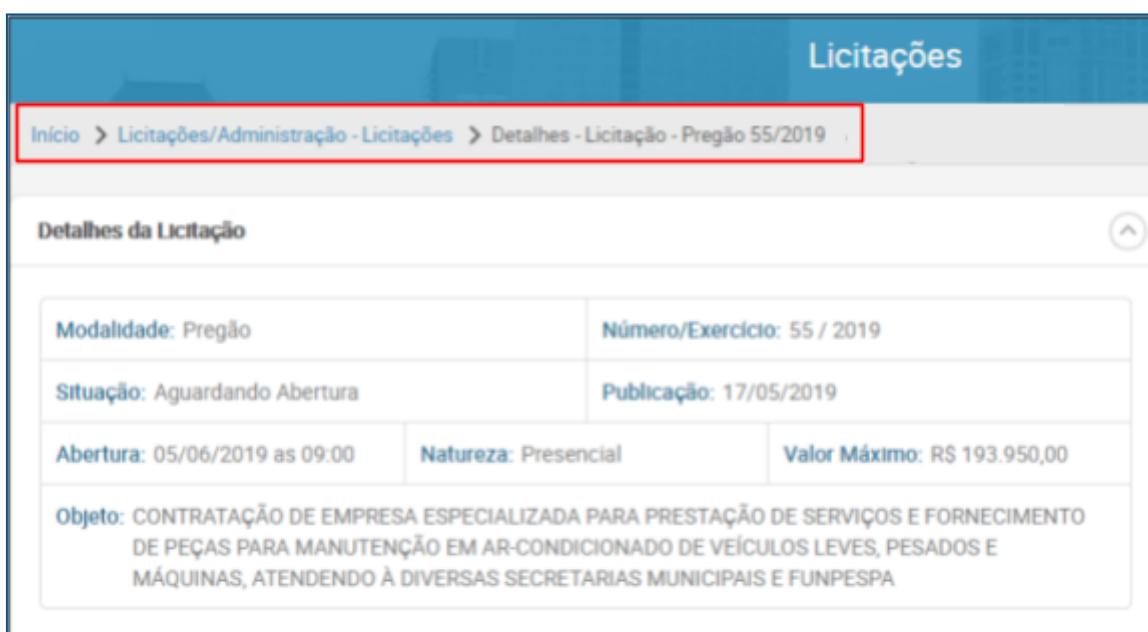 Licitações
Início > Licitações/Administração - Licitações > Detalhes - Licitação - Pregão 55/2019
Detalhes da Licitação
Modalidade: Pregão
Número/Exercício: 55 / 2019
Situação: Aguardando Abertura
Publicação: 17/05/2019
Abertura: 05/06/2019 as 09:00
Natureza: Presencial
Valor Máximo: R$ 193.950,00
Objeto: CONTRATAÇÃO DE EMPRESA ESPECIALIZADA PARA PRESTAÇÃO DE SERVIÇOS E FORNECIMENTO
DE PEÇAS PARA MANUTENÇÃO EM AR-CONDICIONADO DE VEÍCULOS LEVES, PESADOS E
MÁQUINAS, ATENDENDO À DIVERSAS SECRETARIAS MUNICIPAIS E FUNPESPA